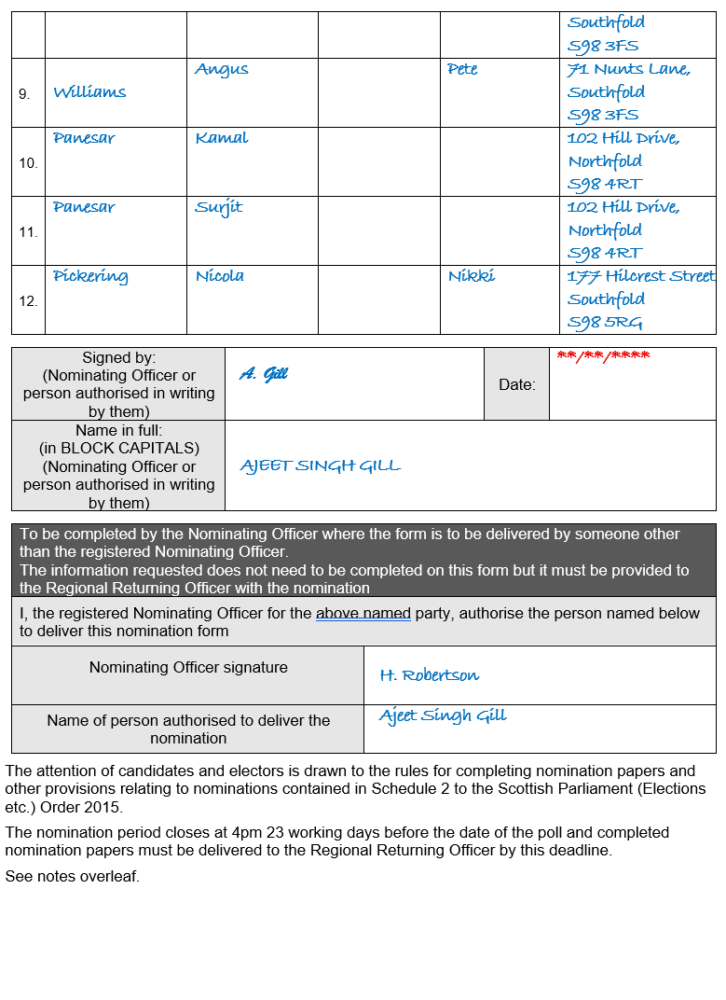 Southfold
S98 3FS
9. Williams Angus Pete 71 Nunts Lane,
Southfold
S98 3FS
10. Panesar Kamal 102 Hill Drive,
Northfold
S98 4RT
11. Panesar Surjit 102 Hill Drive,
Northfold
S98 4RT
12. Pickering Nicola Nikki 177 Hilcrest Street
Southfold
S98 5RG
Signed by:
(Nominating Officer or
person authorised in writing
by them)
A. Gill
Date:
**/**/****
Name in full:
(in BLOCK CAPITALS)
(Nominating Officer or
person authorised in writing
by them)
AJEET SINGH GILL
To be completed by the Nominating Officer where the form is to be delivered by someone other
than the registered Nominating Officer.
The information requested does not need to be completed on this form but it must be provided to
the Regional Returning Officer with the nomination
I, the registered Nominating Officer for the above named party, authorise the person named below
to deliver this nomination form
Nominating Officer signature
H. Robertson
Name of person authorised to deliver the
nomination
Ajeet Singh Gill
The attention of candidates and electors is drawn to the rules for completing nomination papers and
other provisions relating to nominations contained in Schedule 2 to the Scottish Parliament (Elections
etc.) Order 2015.
The nomination period closes at 4pm 23 working days before the date of the poll and completed
nomination papers must be delivered to the Regional Returning Officer by this deadline.
See notes overleaf.